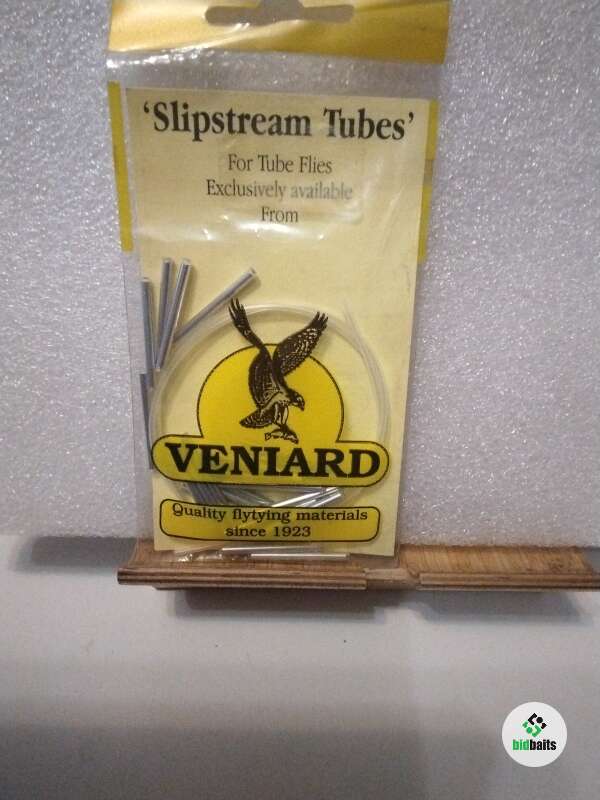 'Slipstream Tubes'
For Tube Flies
Exclusively available
From
VENIARD
Quality flytying materials
since 1923
bidbaits